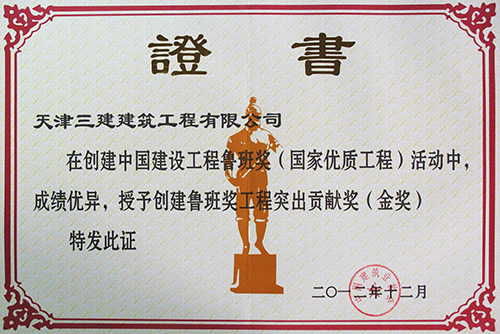 證書
天津三建建筑工程有限公司
在创建中国建设工程鲁班奖（国家优质工程）活动中，
成绩优异，授予创建鲁班奖工程突出贡献奖（金奖）
特发此证
二〇一二年十二月